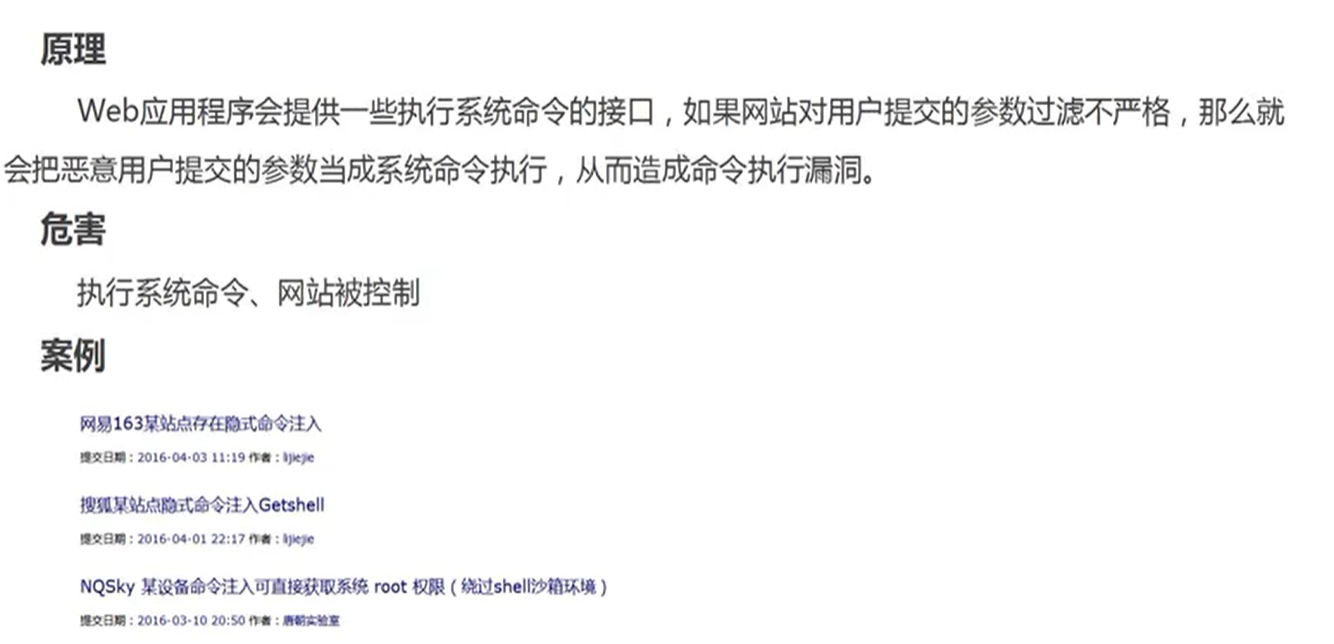 原理
Web应用程序会提供一些执行系统命令的接口，如果网站对用户提交的参数过滤不严格，那么就
会把恶意用户提交的参数当成系统命令执行，从而造成命令执行漏洞。
危害
执行系统命令、网站被控制
案例
网易163某站点存在隐式命令注入
提交日期：2016-04-03 11:19 作者：lijiejie
搜狐某站点隐式命令注入Getshell
提交日期：2016-04-01 22:17 作者：lijiejie
NQSky 某设备命令注入可直接获取系统 root 权限（绕过shell沙箱环境）
提交日期：2016-03-10 20:50 作者：唐朝实验室